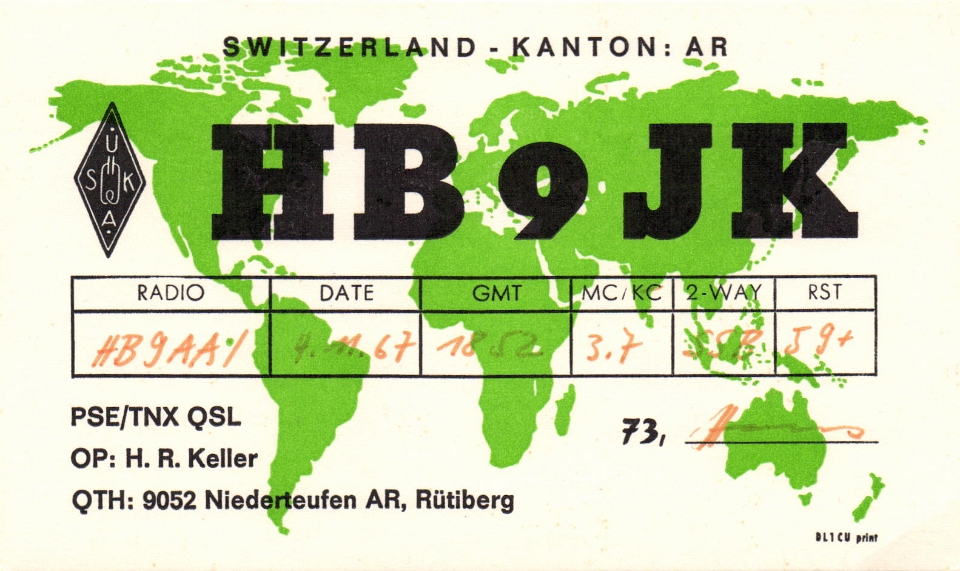 SWITZERLAND - KANTON: AR
Ü
S K
A
HB9JK
RADIO DATE GMT MC/KC 2-WAY RST
HB9AAI 4.11.67 1852 3.7 SSB 59+
PSE/TNX QSL
73,
OP: H. R. Keller
QTH: 9052 Niederteufen AR, Rütiberg
DL1CU print